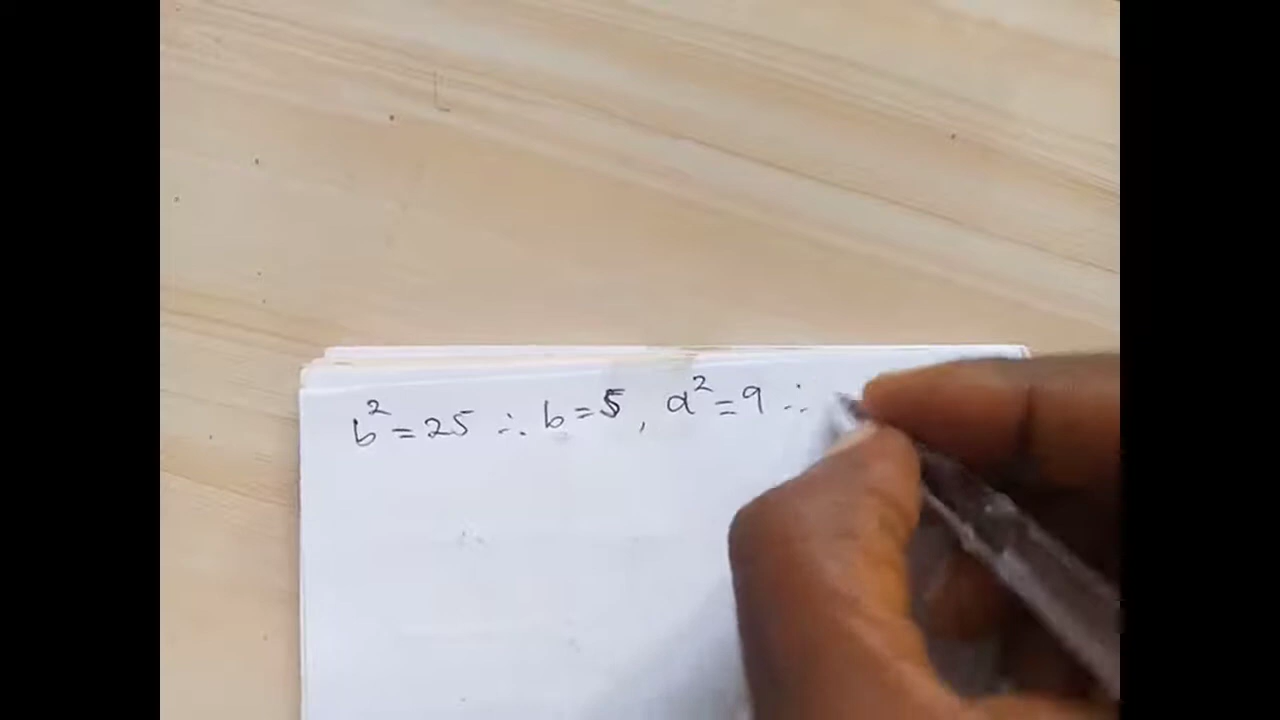 b² = 25 ∴ b = 5, a² = 9 ∴